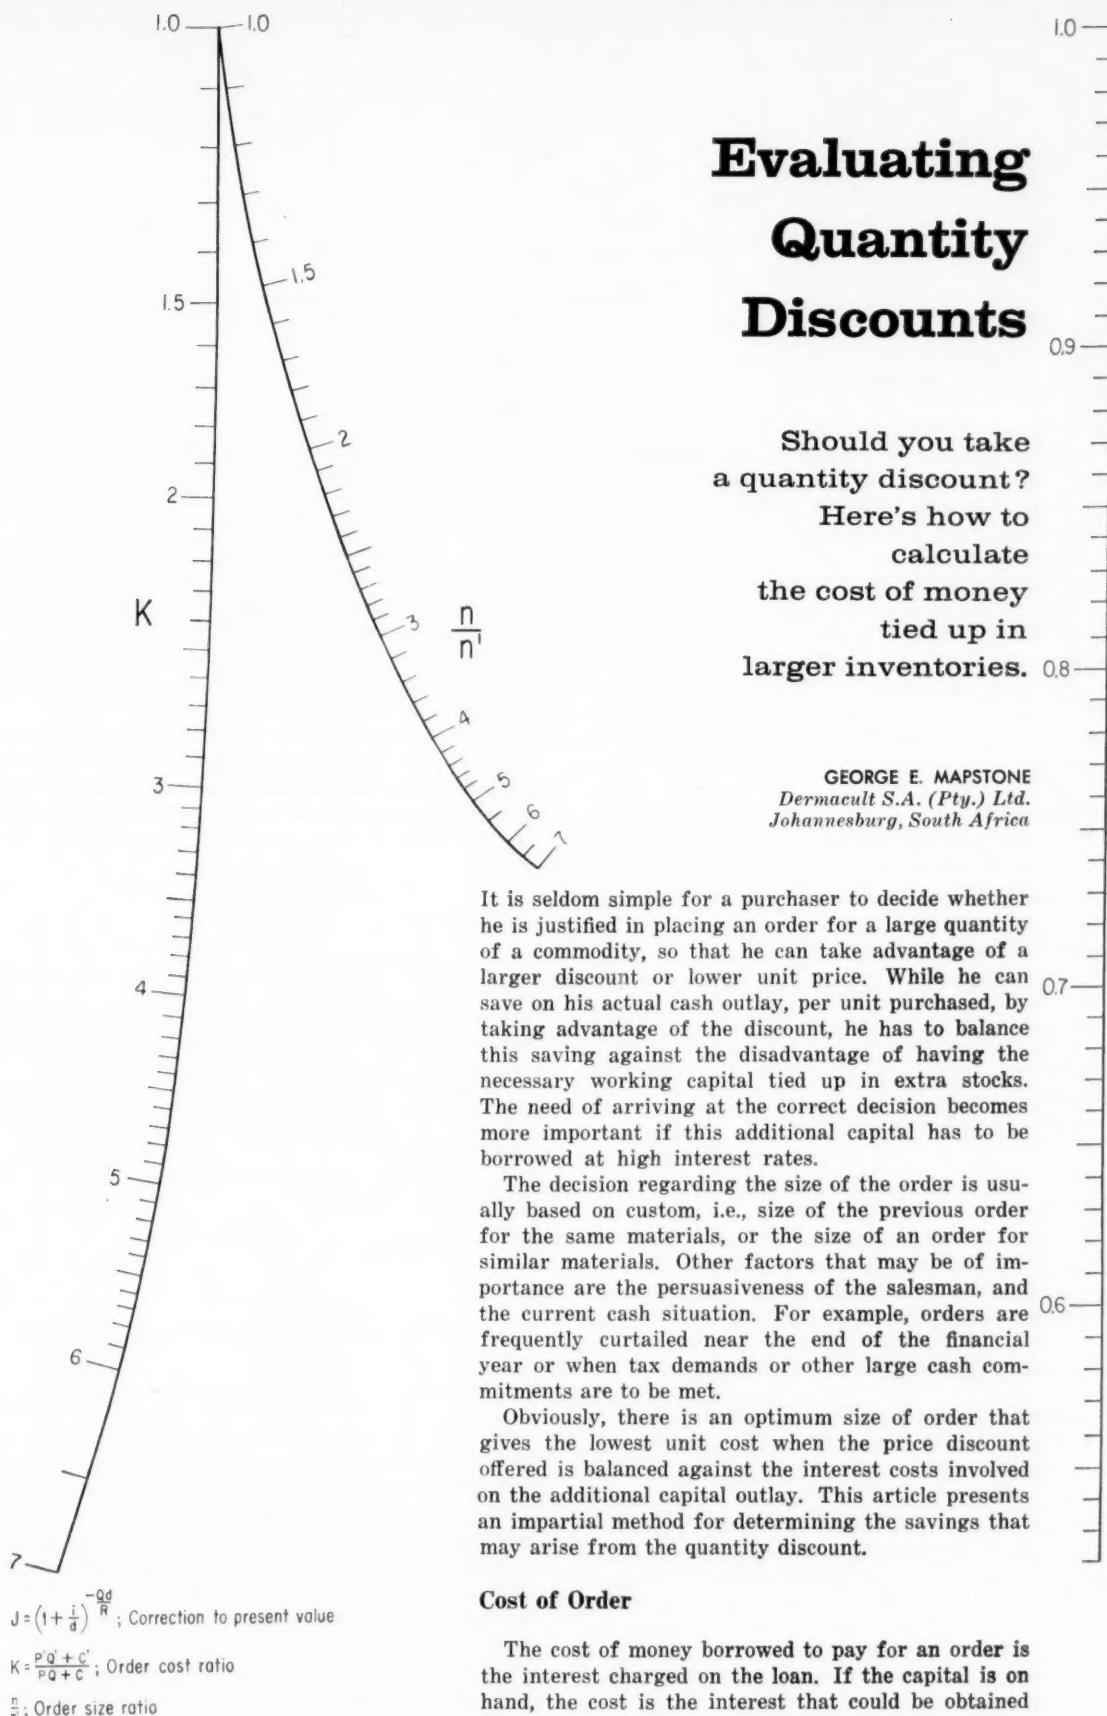 1.0
1.0
1.0
Evaluating
Quantity
Discounts
1.5
1.5
0.9
Should you take
a quantity discount?
Here's how to
calculate
the cost of money
tied up in
larger inventories.
2
2
K
3
n
n'
0.8
4
3
5
6
7
GEORGE E. MAPSTONE
Dermacult S.A. (Pty.) Ltd.
Johannesburg, South Africa
It is seldom simple for a purchaser to decide whether
he is justified in placing an order for a large quantity
of a commodity, so that he can take advantage of a
larger discount or lower unit price. While he can
save on his actual cash outlay, per unit purchased, by
taking advantage of the discount, he has to balance
this saving against the disadvantage of having the
necessary working capital tied up in extra stocks.
The need of arriving at the correct decision becomes
more important if this additional capital has to be
borrowed at high interest rates.
4
0.7
The decision regarding the size of the order is usu-
ally based on custom, i.e., size of the previous order
for the same materials, or the size of an order for
similar materials. Other factors that may be of im-
portance are the persuasiveness of the salesman, and
the current cash situation. For example, orders are
frequently curtailed near the end of the financial
year or when tax demands or other large cash com-
mitments are to be met.
5
0.6
6
Obviously, there is an optimum size of order that
gives the lowest unit cost when the price discount
offered is balanced against the interest costs involved
on the additional capital outlay. This article presents
an impartial method for determining the savings that
may arise from the quantity discount.
7
J = (1 + i/d)^-Qd/R ; Correction to present value
K = P'Q' + C' / PQ + C ; Order cost ratio
n/n' ; Order size ratio
Cost of Order
The cost of money borrowed to pay for an order is
the interest charged on the loan. If the capital is on
hand, the cost is the interest that could be obtained